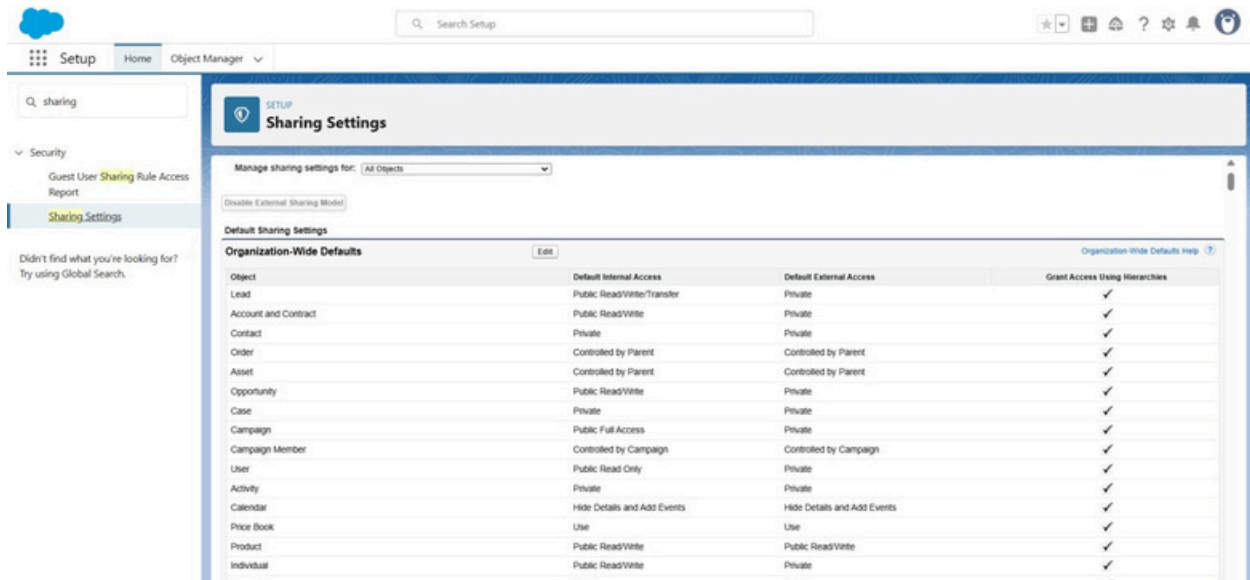 Search Setup
Setup Home Object Manager
sharing
SETUP
Sharing Settings
Security
Guest User Sharing Rule Access
Report
Sharing Settings
Didn't find what you're looking for?
Try using Global Search.
Manage sharing settings for: All Objects
Disable External Sharing Model
Default Sharing Settings
Organization-Wide Defaults Edit Organization-Wide Defaults Help ?
Object Default Internal Access Default External Access Grant Access Using Hierarchies
Lead Public Read/Write/Transfer Private ✓
Account and Contract Public Read/Write Private ✓
Contact Private Private ✓
Order Controlled by Parent Controlled by Parent ✓
Asset Controlled by Parent Controlled by Parent ✓
Opportunity Public Read/Write Private ✓
Case Private Private ✓
Campaign Public Full Access Private ✓
Campaign Member Controlled by Campaign Controlled by Campaign ✓
User Public Read Only Private ✓
Activity Private Private ✓
Calendar Hide Details and Add Events Hide Details and Add Events ✓
Price Book Use Use ✓
Product Public Read/Write Public Read/Write ✓
Individual Public Read/Write Private ✓